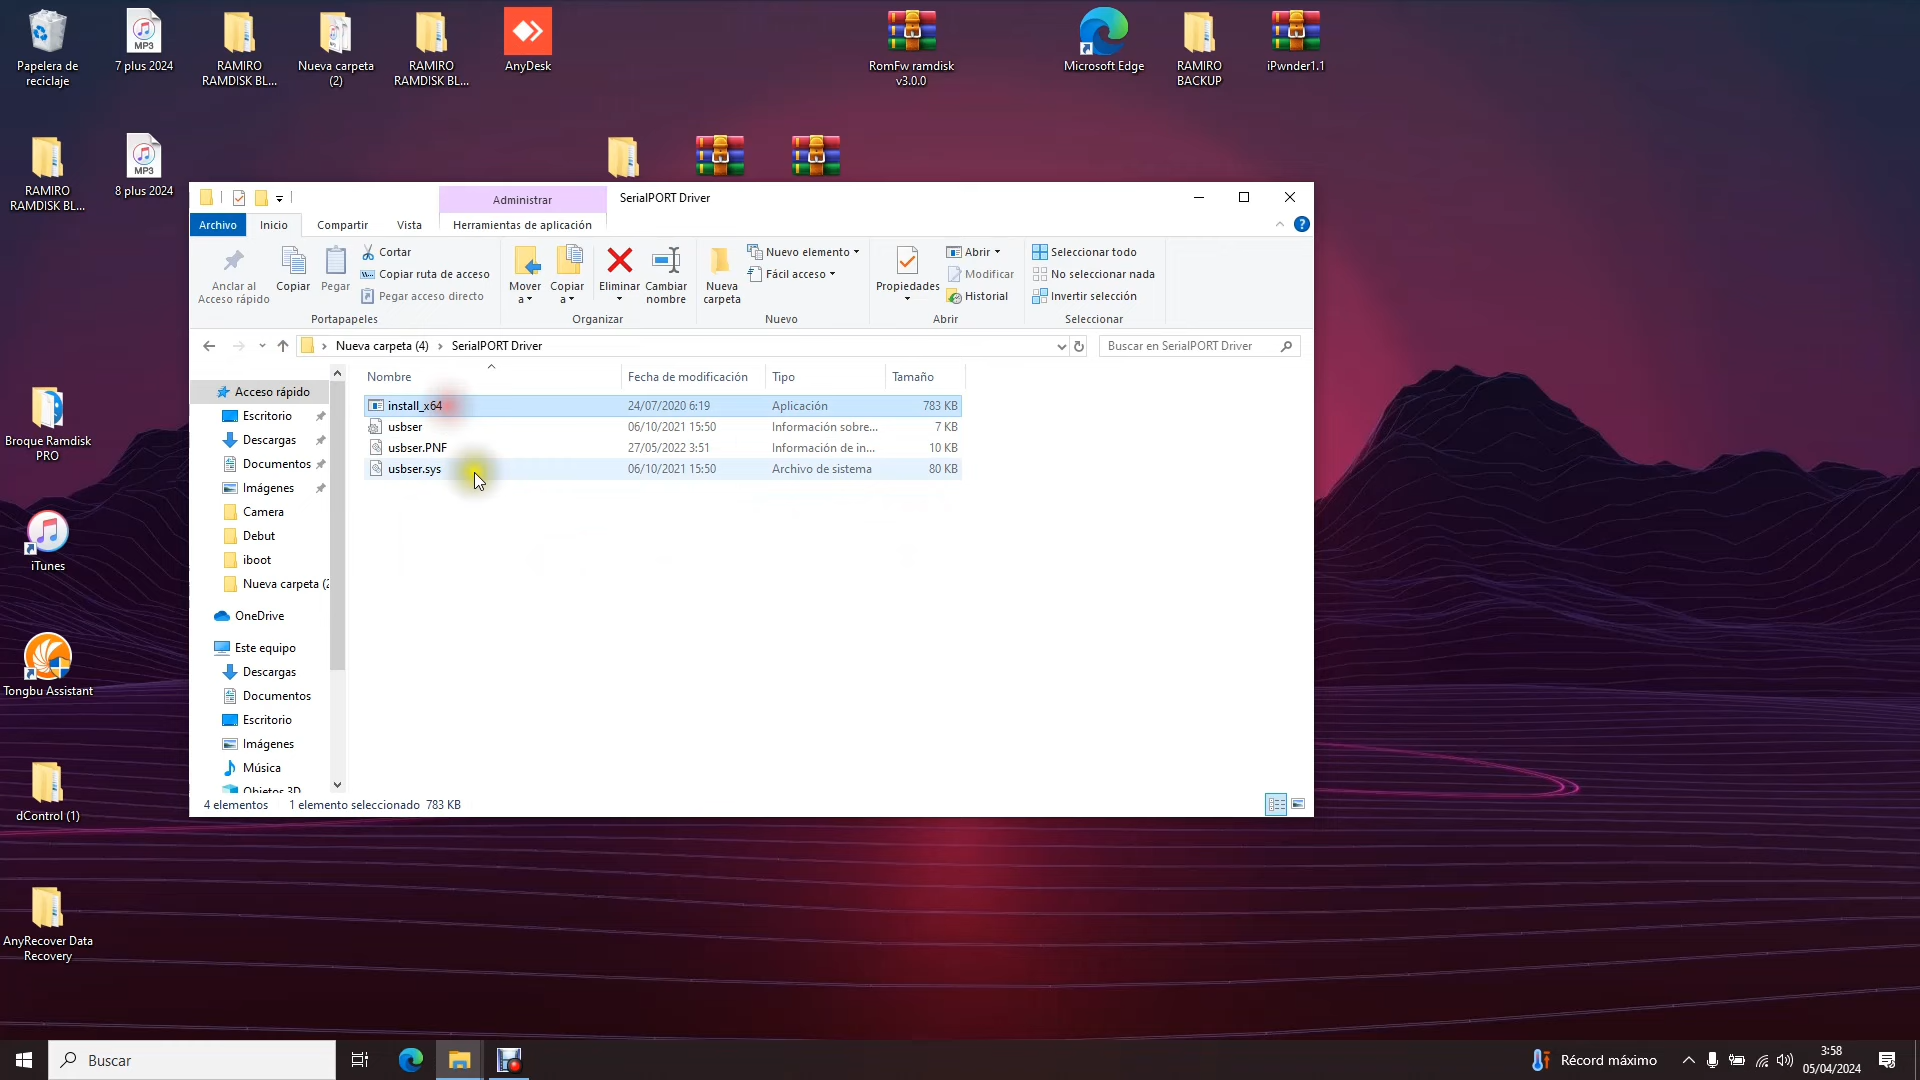 Papelera de
reciclaje
7 plus 2024
RAMIRO
RAMDISK BL...
Nueva carpeta
(2)
RAMIRO
RAMDISK BL...
AnyDesk
RomFw ramdisk
v3.0.0
Microsoft Edge
RAMIRO
BACKUP
iPwnder1.1
MP3
MP3
RAMIRO
RAMDISK BL...
8 plus 2024
Administrar
SerialPORT Driver
Archivo
Inicio
Compartir
Vista
Herramientas de aplicación
Anclar al
Acceso rápido
Copiar
Pegar
Cortar
Copiar ruta de acceso
Pegar acceso directo
Portapapeles
Mover
a
Copiar
a
Eliminar
Cambiar
nombre
Organizar
Nueva
carpeta
Nuevo elemento
Fácil acceso
Nuevo
Propiedades
Abrir
Modificar
Historial
Abrir
Seleccionar todo
No seleccionar nada
Invertir selección
Seleccionar
Nueva carpeta (4) › SerialPORT Driver
Buscar en SerialPORT Driver
Nombre Fecha de modificación Tipo Tamaño
install_x64 24/07/2020 6:19 Aplicación 783 KB
usbser 06/10/2021 15:50 Información sobre... 7 KB
usbser.PNF 27/05/2022 3:51 Información de in... 10 KB
usbser.sys 06/10/2021 15:50 Archivo de sistema 80 KB
Acceso rápido
Escritorio
Descargas
Documentos
Imágenes
Camera
Debut
iboot
Nueva carpeta (2
OneDrive
Este equipo
Descargas
Documentos
Escritorio
Imágenes
Música
Objetos 3D
4 elementos 1 elemento seleccionado 783 KB
Broque Ramdisk
PRO
iTunes
Tongbu Assistant
dControl (1)
AnyRecover Data
Recovery
Buscar
Récord máximo
3:58
05/04/2024